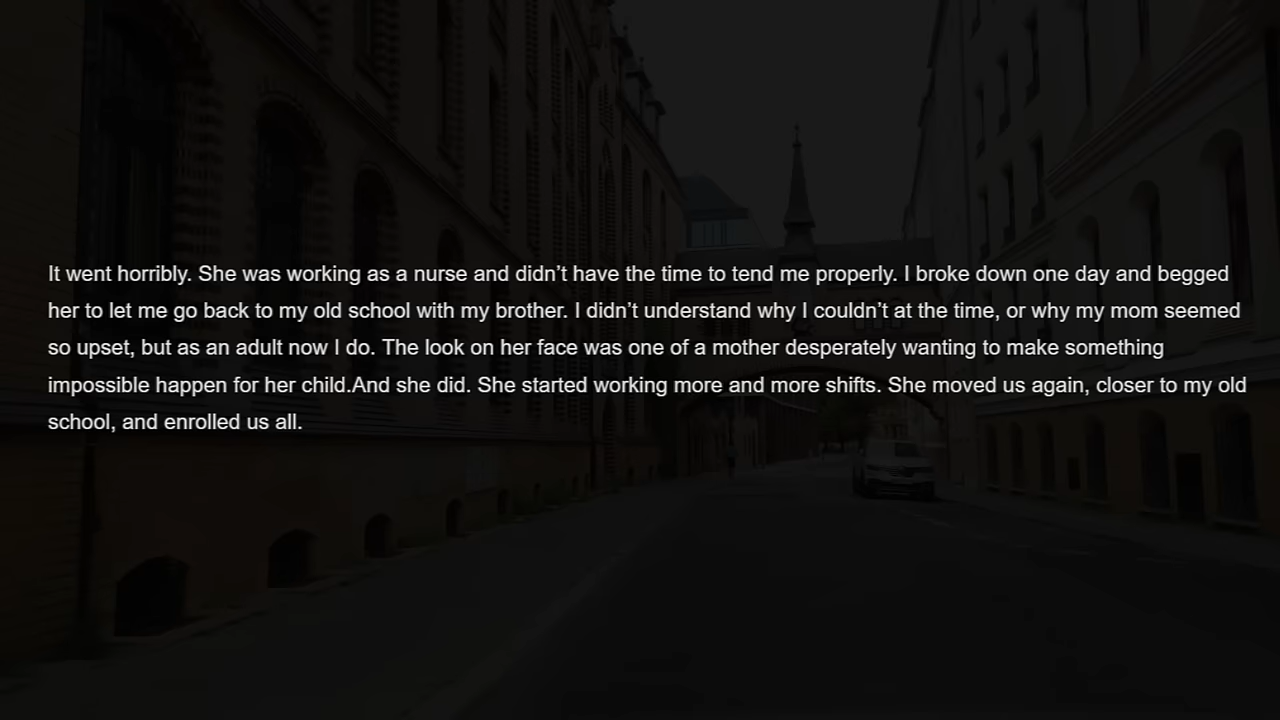 It went horribly. She was working as a nurse and didn’t have the time to tend me properly. I broke down one day and begged
her to let me go back to my old school with my brother. I didn’t understand why I couldn’t at the time, or why my mom seemed
so upset, but as an adult now I do. The look on her face was one of a mother desperately wanting to make something
impossible happen for her child.And she did. She started working more and more shifts. She moved us again, closer to my old
school, and enrolled us all.